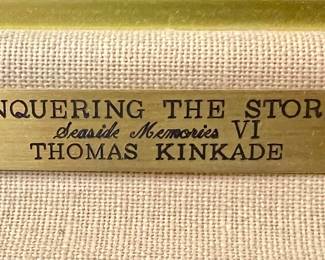 NQUERING THE STOR
Seaside Memories VI
THOMAS KINKADE